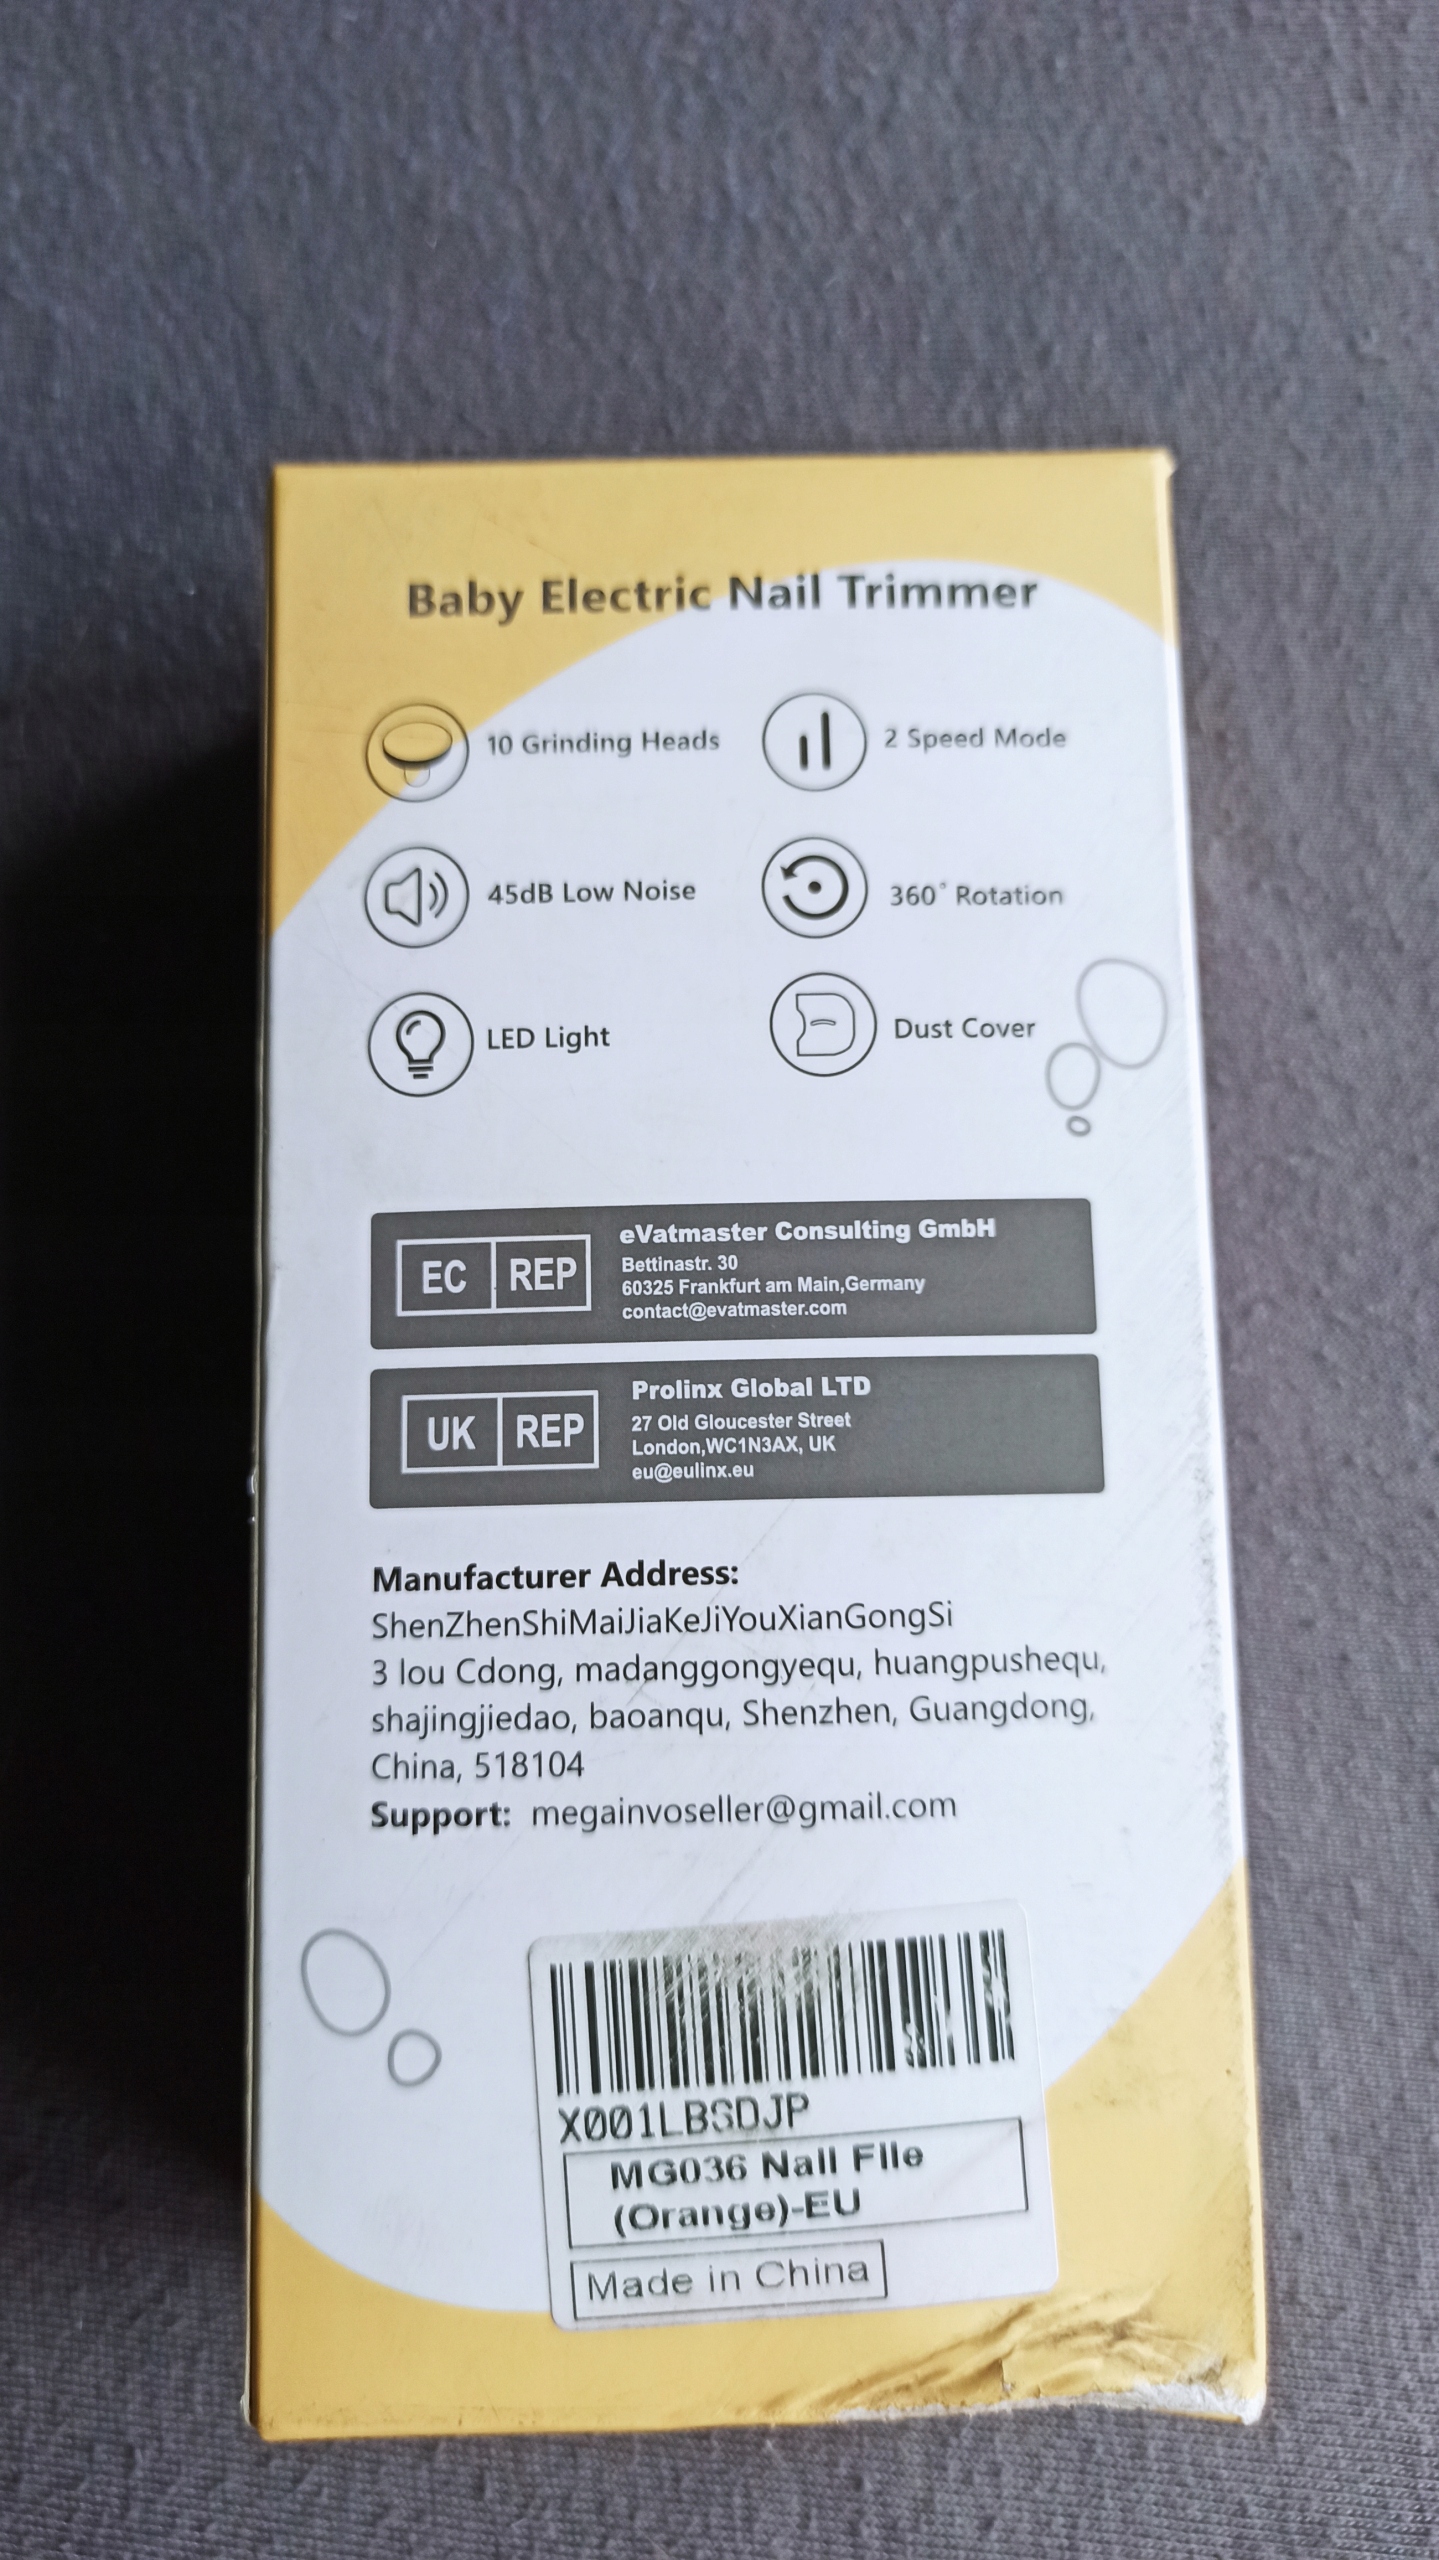 Baby Electric Nail Trimmer
10 Grinding Heads
2 Speed Mode
45dB Low Noise
360° Rotation
LED Light
Dust Cover
EC REP
eVatmaster Consulting GmbH
Bettinastr. 30
60325 Frankfurt am Main,Germany
contact@evatmaster.com
UK REP
Prolinx Global LTD
27 Old Gloucester Street
London,WC1N3AX, UK
eu@eulinx.eu
Manufacturer Address:
ShenZhenShiMaiJiaKeJiYouXianGongSi
3 lou Cdong, madanggongyequ, huangpushequ,
shajingjiedao, baoanqu, Shenzhen, Guangdong,
China, 518104
Support: megainvoseller@gmail.com
X001LBSDJP
MG036 Nail File
(Orange)-EU
Made in China